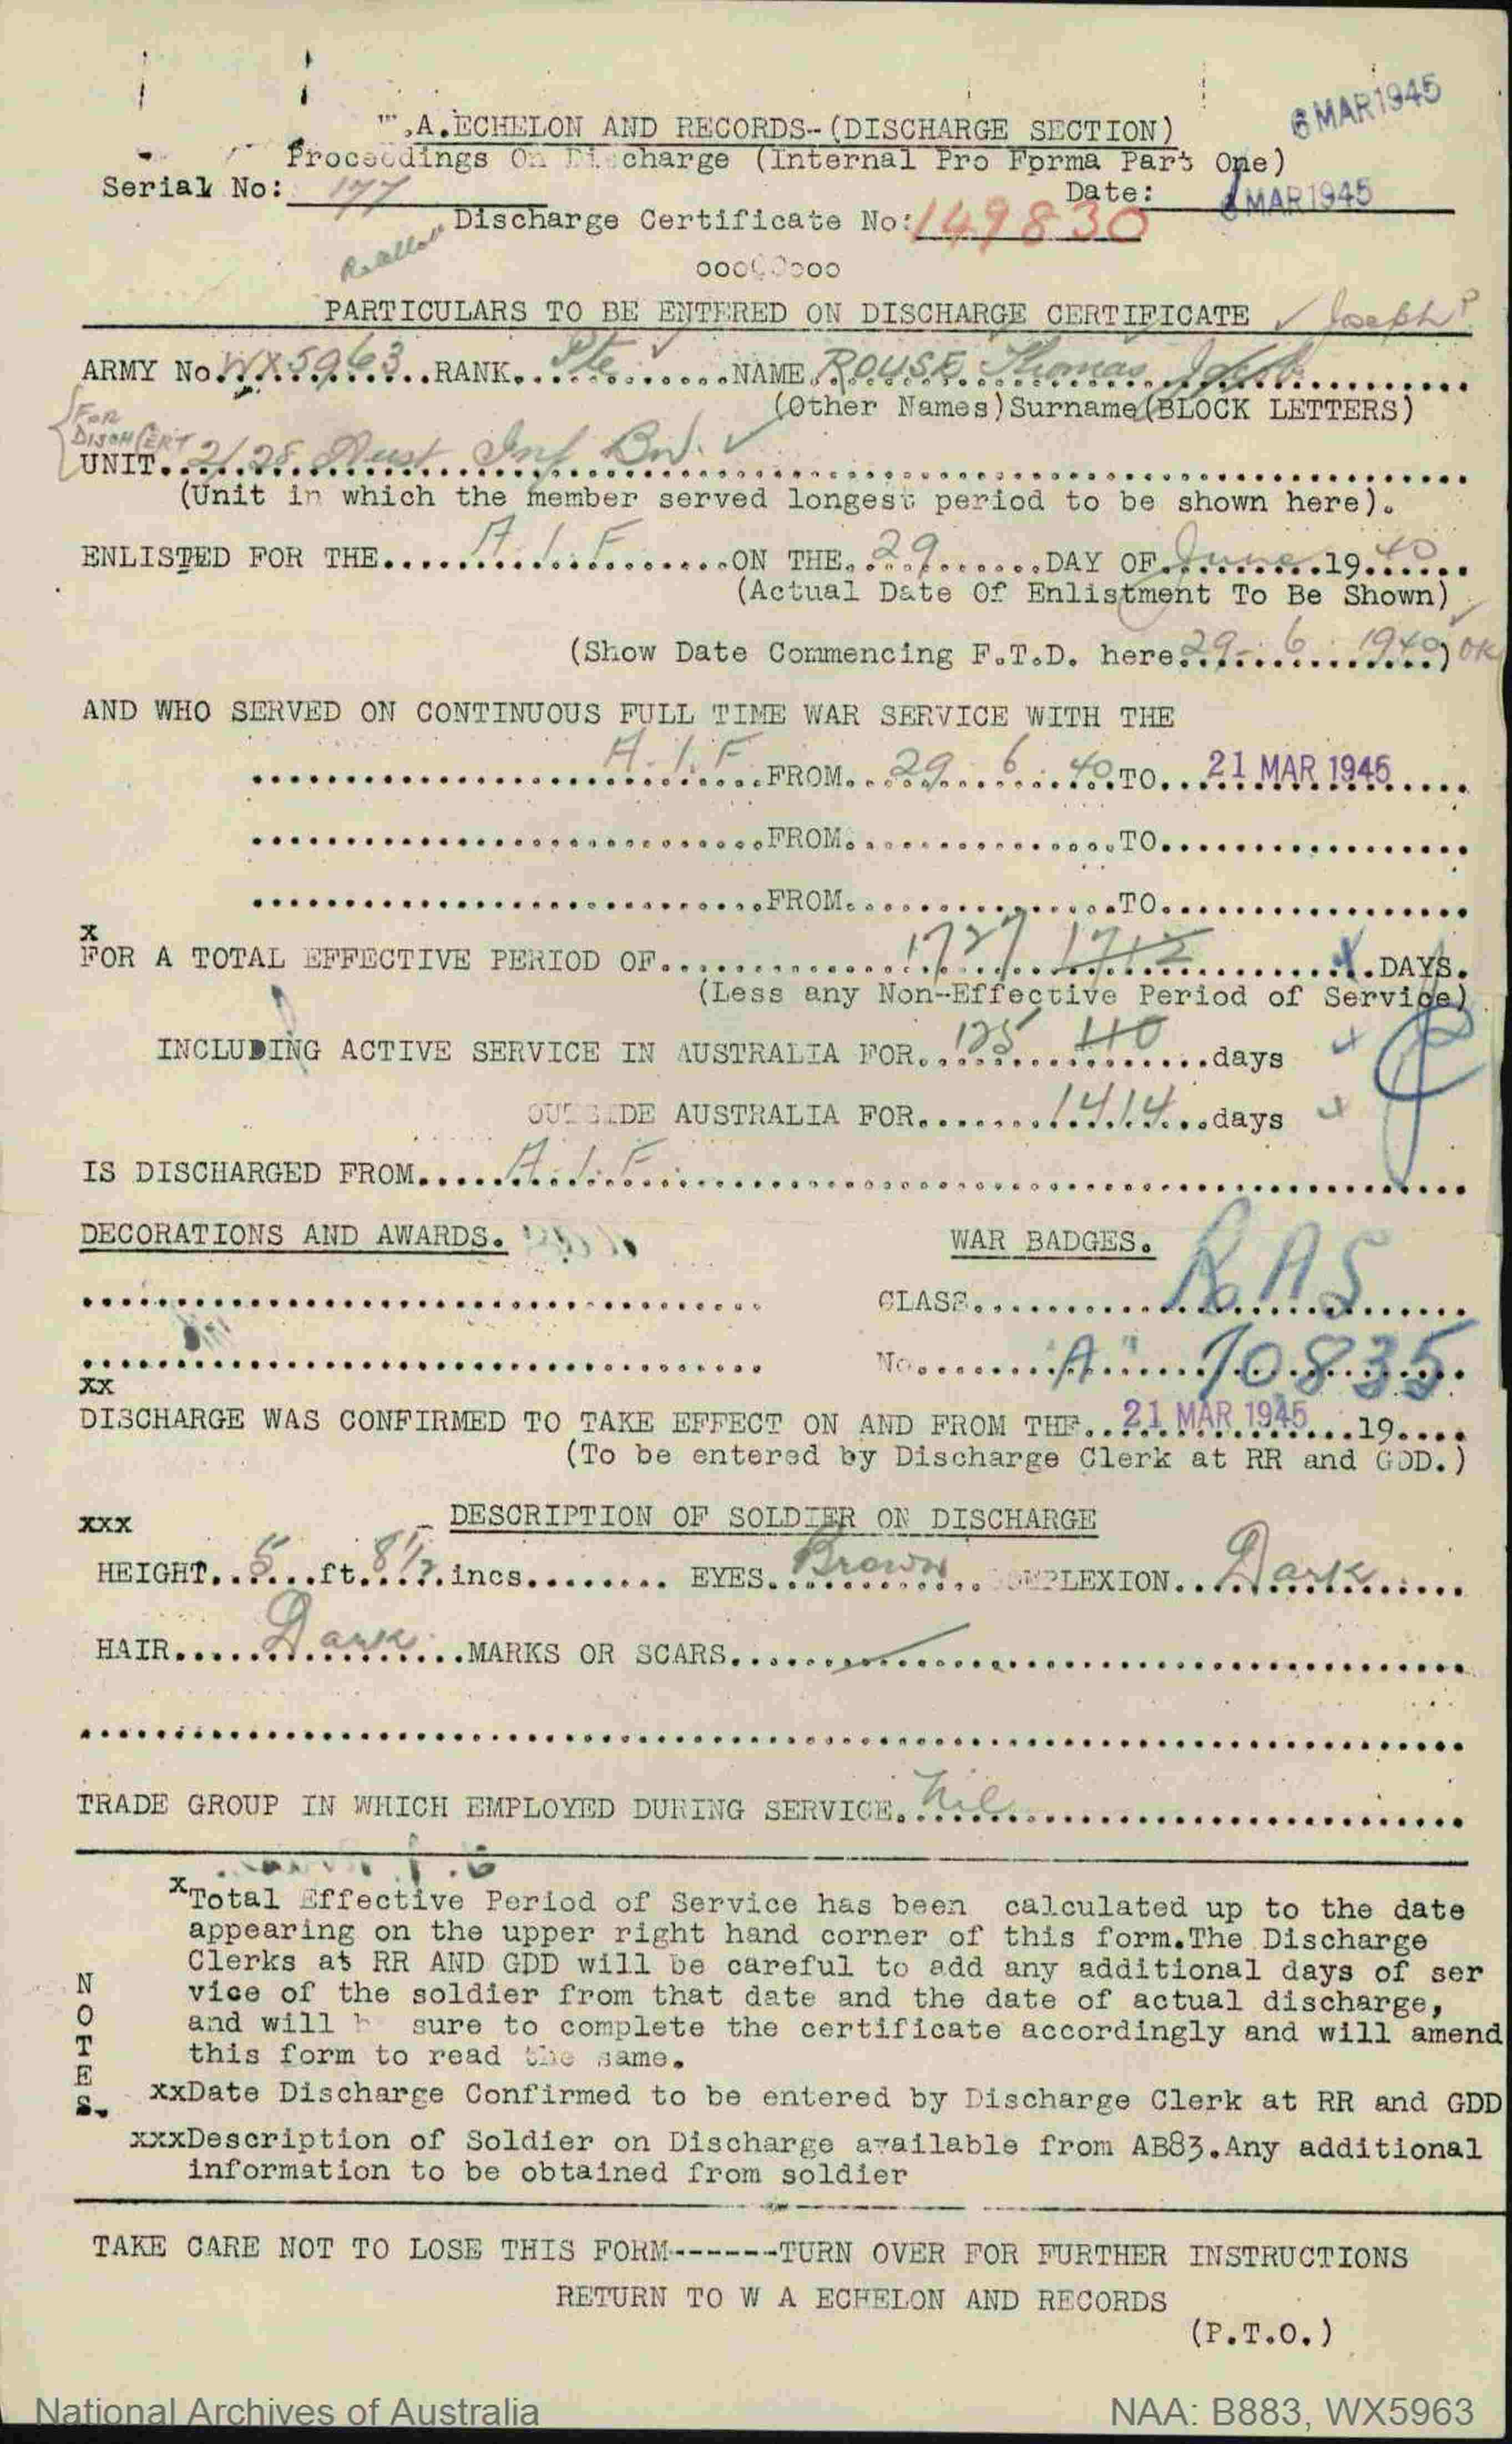 6 MAR 1945
W.A. ECHELON AND RECORDS-(DISCHARGE SECTION)
Proceedings On Discharge (Internal Pro Forma Part One)
Serial No: 177 Date: 6 MAR 1945
Discharge Certificate No: 149830
oooOOooo
PARTICULARS TO BE ENTERED ON DISCHARGE CERTIFICATE ✓ Joseph ?
ARMY No. WX5963 RANK. Pte ✓ NAME. ROUSE Thomas
(Other Names) Surname (BLOCK LETTERS)
FOR
DISCH CERT
UNIT. 2/28 Aust Inf Bn. ✓
(Unit in which the member served longest period to be shown here).
ENLISTED FOR THE A.I.F ON THE. 29 DAY OF June 1940
(Actual Date Of Enlistment To Be Shown) ✓
(Show Date Commencing F.T.D. here 29-6-1940) OK
AND WHO SERVED ON CONTINUOUS FULL TIME WAR SERVICE WITH THE
A.I.F FROM. 29 6 40 TO 21 MAR 1945
FROM. TO.
FROM. TO.
x
FOR A TOTAL EFFECTIVE PERIOD OF 1727 1712 x DAYS.
(Less any Non-Effective Period of Service)
INCLUDING ACTIVE SERVICE IN AUSTRALIA FOR. 125 110 days x
OUTSIDE AUSTRALIA FOR. 1414 days x
IS DISCHARGED FROM. A.I.F.
DECORATIONS AND AWARDS. WAR BADGES.
CLASS. RAS
No. "A" 70835
xx
DISCHARGE WAS CONFIRMED TO TAKE EFFECT ON AND FROM THE. 21 MAR 1945 19
(To be entered by Discharge Clerk at RR and GDD.)
xxx DESCRIPTION OF SOLDIER ON DISCHARGE
HEIGHT. 5 ft. 8½ incs. EYES. Brown COMPLEXION. Dark
HAIR. Dark MARKS OR SCARS.
TRADE GROUP IN WHICH EMPLOYED DURING SERVICE. Nil
NOTES.
xTotal Effective Period of Service has been calculated up to the date
appearing on the upper right hand corner of this form.The Discharge
Clerks at RR AND GDD will be careful to add any additional days of ser
vice of the soldier from that date and the date of actual discharge,
and will b sure to complete the certificate accordingly and will amend
this form to read the same.
xxDate Discharge Confirmed to be entered by Discharge Clerk at RR and GDD
xxxDescription of Soldier on Discharge available from AB83.Any additional
information to be obtained from soldier
TAKE CARE NOT TO LOSE THIS FORM-------TURN OVER FOR FURTHER INSTRUCTIONS
RETURN TO W A ECHELON AND RECORDS
(P.T.O.)
National Archives of Australia NAA: B883, WX5963